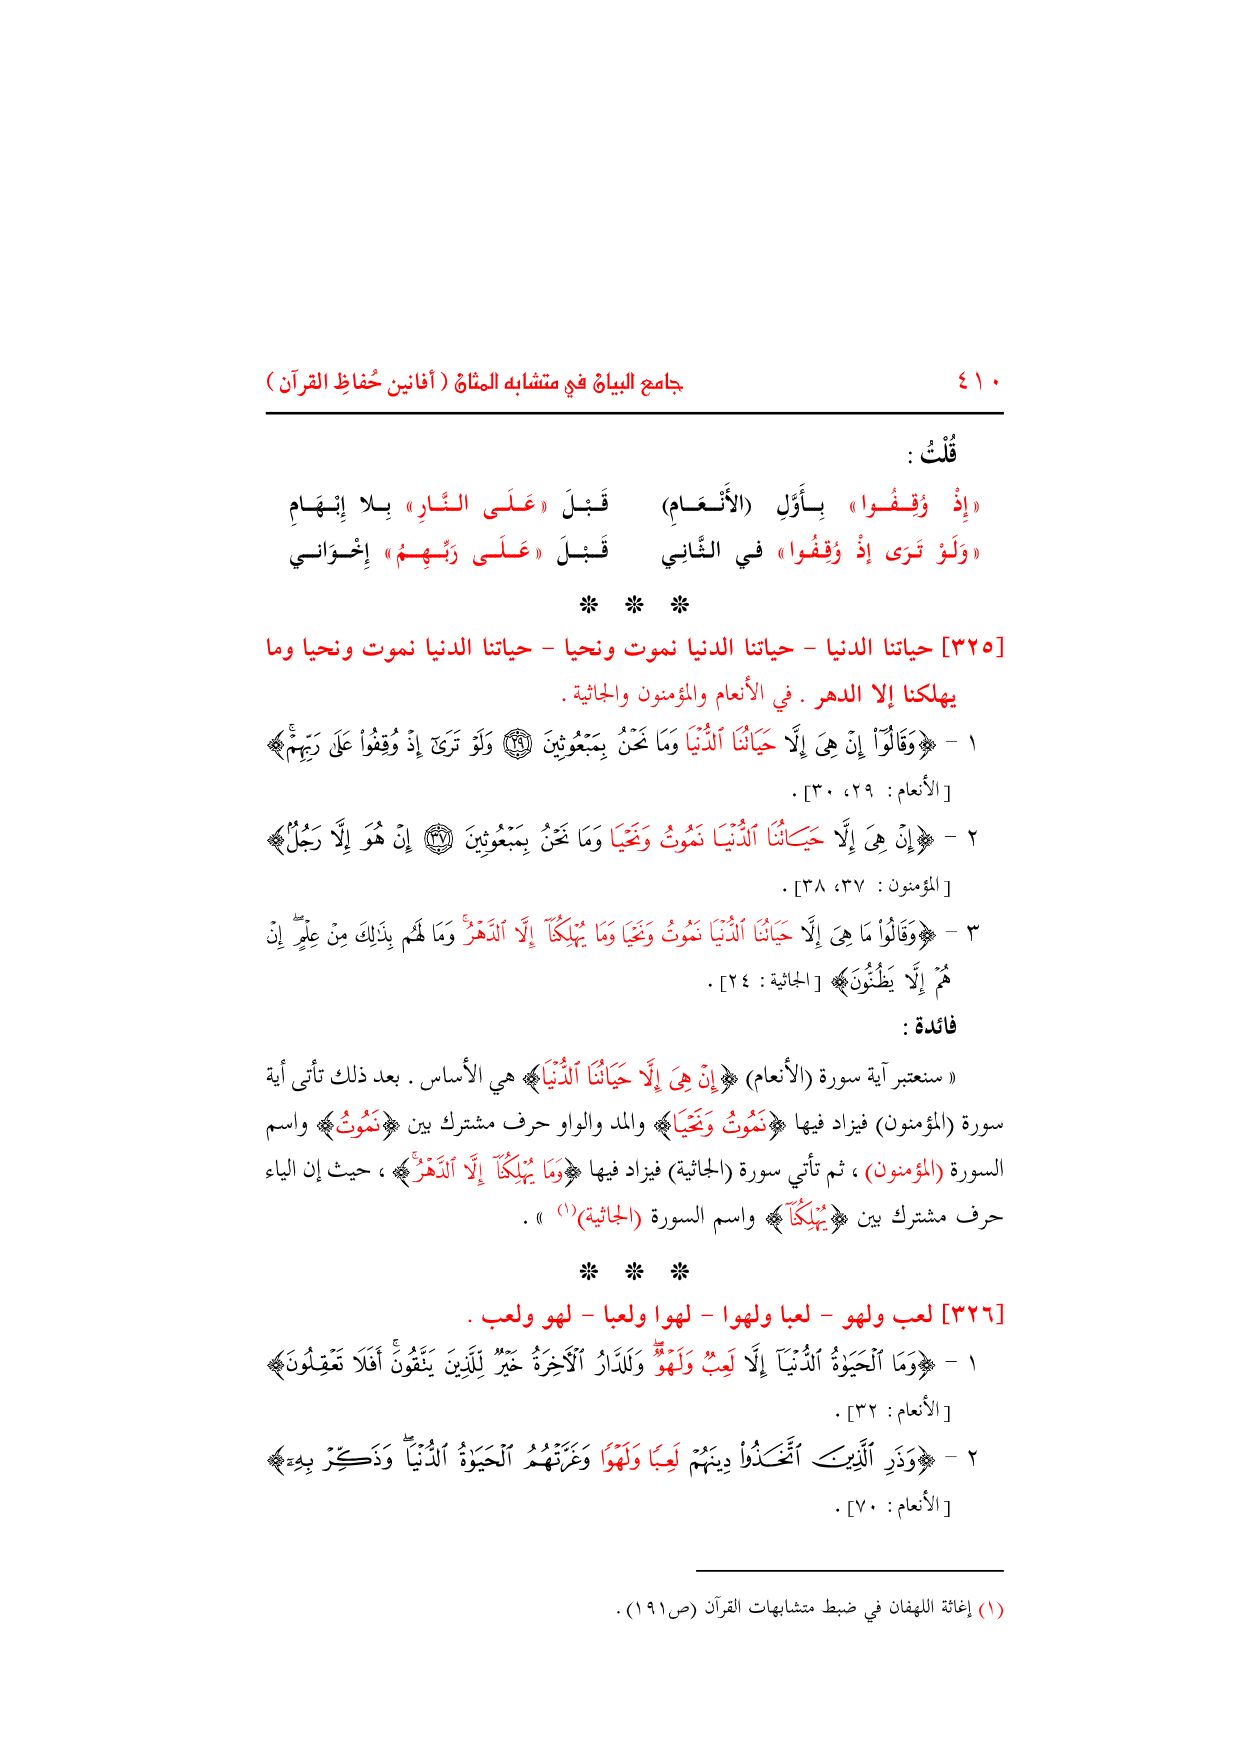 ٤١٠ جامع البيان في متشابه المثان ( أفانين حُفاظِ القرآن )
قُلْتُ :
« إِذْ وُقِفُوا » بِأَوَّلِ (الأَنْعَامِ) قَبْلَ « عَلَى النَّارِ » بِلا إِبْهَامِ
« وَلَوْ تَرَى إذْ وُقِفُوا » في الثَّانِي قَبْلَ « عَلَى رَبِّهِمُ » إخْوَانِي
[٣٢٥] حياتنا الدنيا – حياتنا الدنيا نموت ونحيا – حياتنا الدنيا نموت ونحيا وما
يهلكنا إلا الدهر . في الأنعام والمؤمنون والجاثية .
١ – ﴿وَقَالُوٓاْ إِنۡ هِىَ إِلَّا حَيَاتُنَا ٱلدُّنۡيَا وَمَا نَحۡنُ بِمَبۡعُوثِينَ ٢٩ وَلَوۡ تَرَىٰٓ إِذۡ وُقِفُواْ عَلَىٰ رَبِّهِمۡۚ﴾
[الأنعام : ٢٩، ٣٠] .
٢ – ﴿إِنۡ هِىَ إِلَّا حَيَاتُنَا ٱلدُّنۡيَا نَمُوتُ وَنَحۡيَا وَمَا نَحۡنُ بِمَبۡعُوثِينَ ٣٧ إِنۡ هُوَ إِلَّا رَجُلٌ﴾
[المؤمنون : ٣٧، ٣٨] .
٣ – ﴿وَقَالُواْ مَا هِىَ إِلَّا حَيَاتُنَا ٱلدُّنۡيَا نَمُوتُ وَنَحۡيَا وَمَا يُهۡلِكُنَآ إِلَّا ٱلدَّهۡرُۚ وَمَا لَهُم بِذَٰلِكَ مِنۡ عِلۡمٍۖ إِنۡ
هُمۡ إِلَّا يَظُنُّونَ﴾ [الجاثية : ٢٤] .
فائدة :
« سنعتبر آية سورة (الأنعام) ﴿إِنۡ هِىَ إِلَّا حَيَاتُنَا ٱلدُّنۡيَا﴾ هي الأساس . بعد ذلك تأتى أية
سورة (المؤمنون) فيزاد فيها ﴿نَمُوتُ وَنَحۡيَا﴾ والمد والواو حرف مشترك بين ﴿نَمُوتُ﴾ واسم
السورة (المؤمنون) ، ثم تأتي سورة (الجاثية) فيزاد فيها ﴿وَمَا يُهۡلِكُنَآ إِلَّا ٱلدَّهۡرُۚ﴾ ، حيث إن الياء
حرف مشترك بين ﴿يُهۡلِكُنَآ﴾ واسم السورة (الجاثية)(١) » .
[٣٢٦] لعب ولهو – لعبا ولهوا – لهوا ولعبا – لهو ولعب .
١ – ﴿وَمَا ٱلۡحَيَوٰةُ ٱلدُّنۡيَآ إِلَّا لَعِبٞ وَلَهۡوٞۖ وَلَلدَّارُ ٱلۡأٓخِرَةُ خَيۡرٞ لِّلَّذِينَ يَتَّقُونَۚ أَفَلَا تَعۡقِلُونَ﴾
[الأنعام : ٣٢] .
٢ – ﴿وَذَرِ ٱلَّذِينَ ٱتَّخَذُواْ دِينَهُمۡ لَعِبٗا وَلَهۡوٗا وَغَرَّتۡهُمُ ٱلۡحَيَوٰةُ ٱلدُّنۡيَاۖ وَذَكِّرۡ بِهِۦٓ﴾
[الأنعام : ٧٠] .
(١) إغاثة اللهفان في ضبط متشابهات القرآن (ص١٩١) .